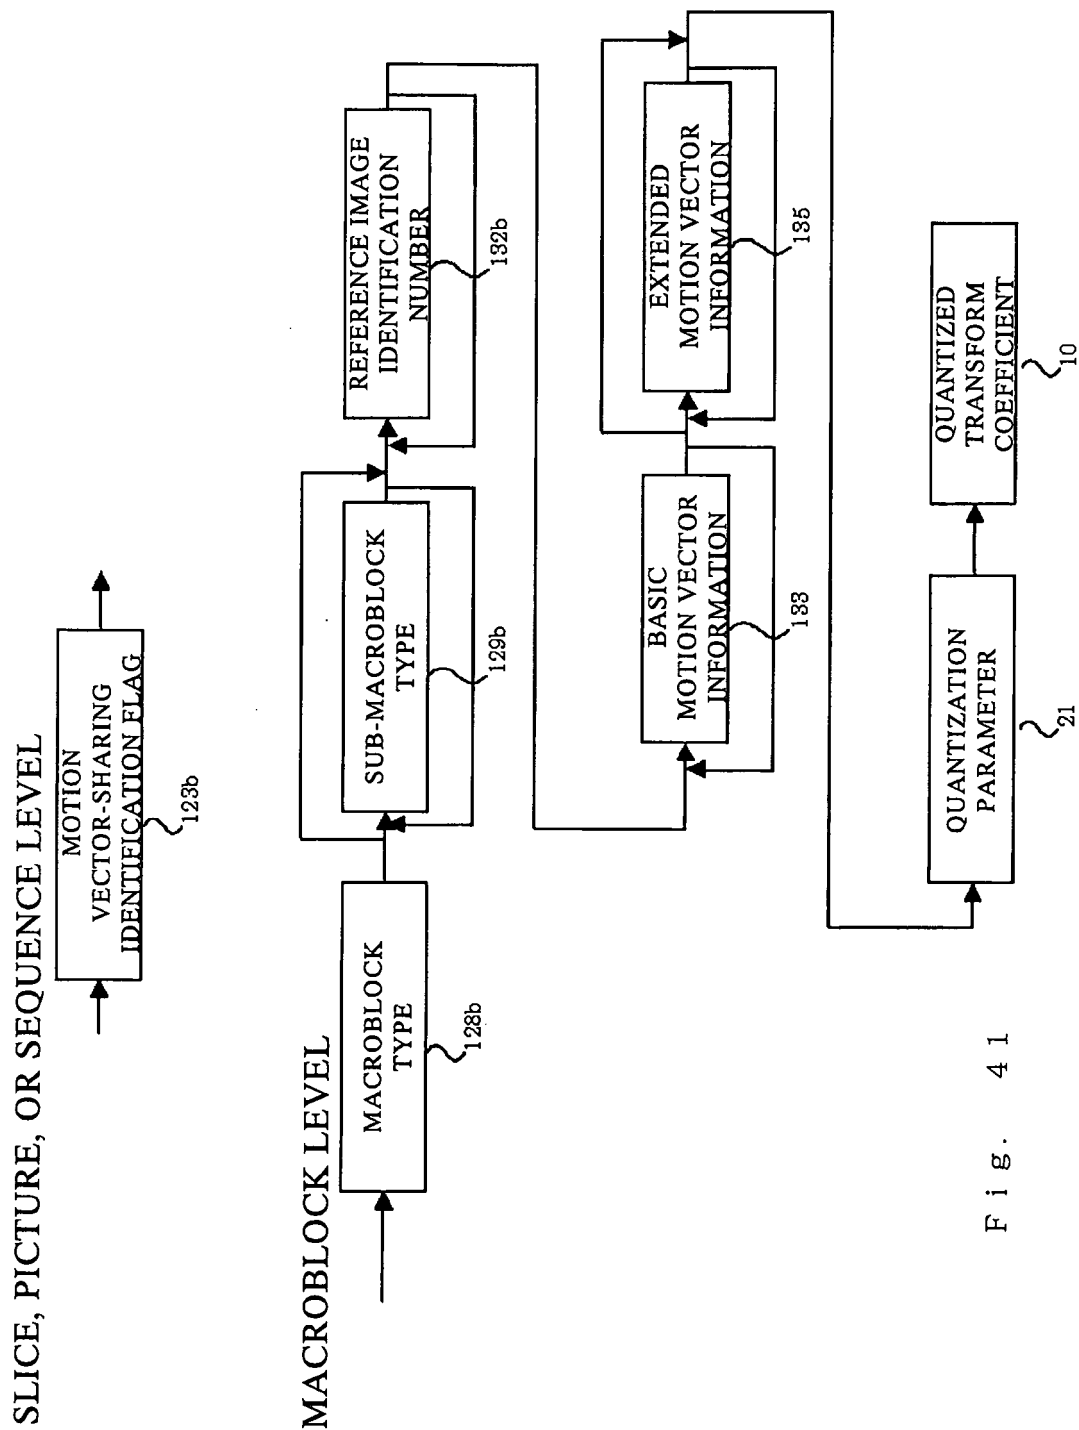 SLICE, PICTURE, OR SEQUENCE LEVEL
MOTION
VECTOR-SHARING
IDENTIFICATION FLAG
123b
MACROBLOCK LEVEL
MACROBLOCK
TYPE
128b
SUB-MACROBLOCK
TYPE
129b
REFERENCE IMAGE
IDENTIFICATION
NUMBER
132b
BASIC
MOTION VECTOR
INFORMATION
133
EXTENDED
MOTION VECTOR
INFORMATION
135
QUANTIZATION
PARAMETER
21
QUANTIZED
TRANSFORM
COEFFICIENT
10
Fig. 41